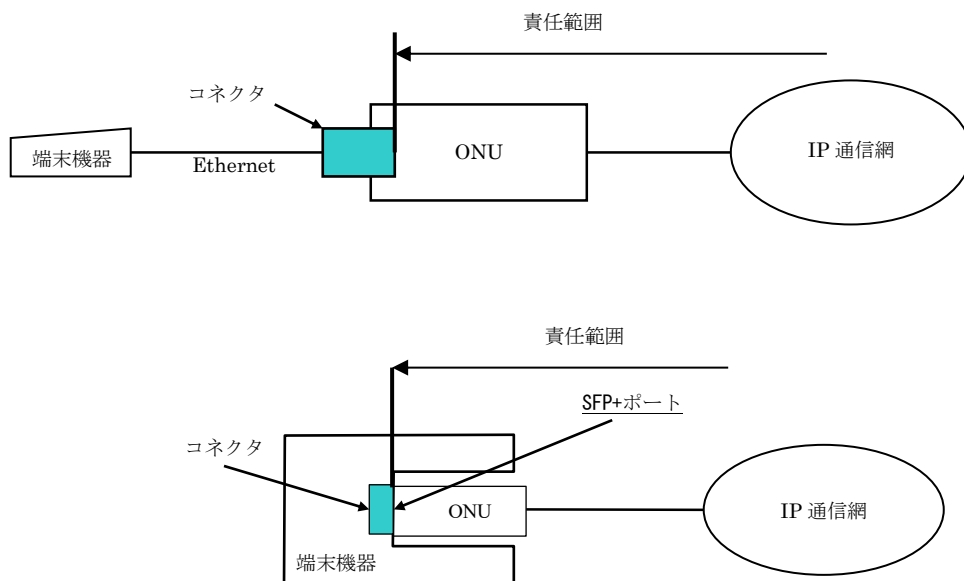 責任範囲
コネクタ
端末機器
Ethernet
ONU
IP 通信網
責任範囲
SFP+ポート
コネクタ
ONU
IP 通信網
端末機器